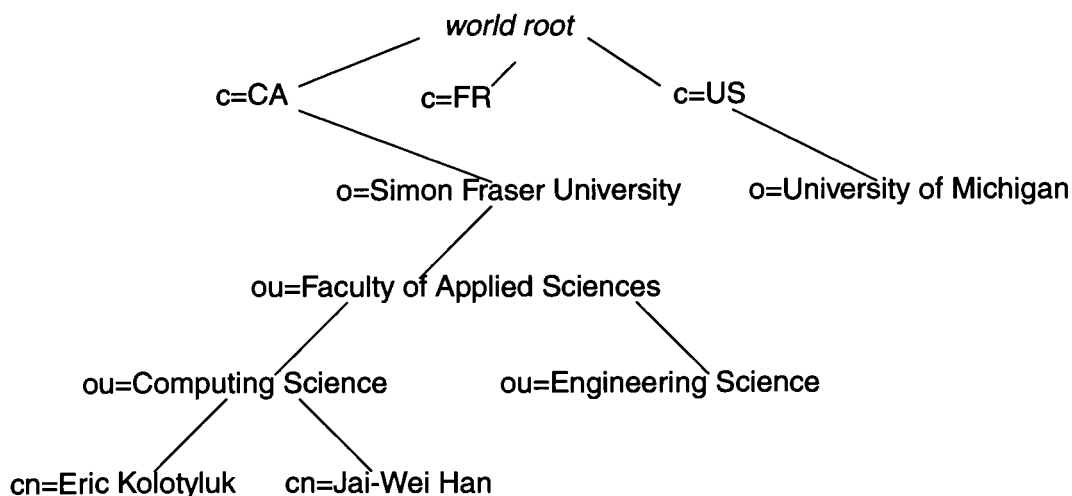 world root
c=CA c=FR c=US
o=Simon Fraser University o=University of Michigan
ou=Faculty of Applied Sciences
ou=Computing Science ou=Engineering Science
cn=Eric Kolotyluk cn=Jai-Wei Han